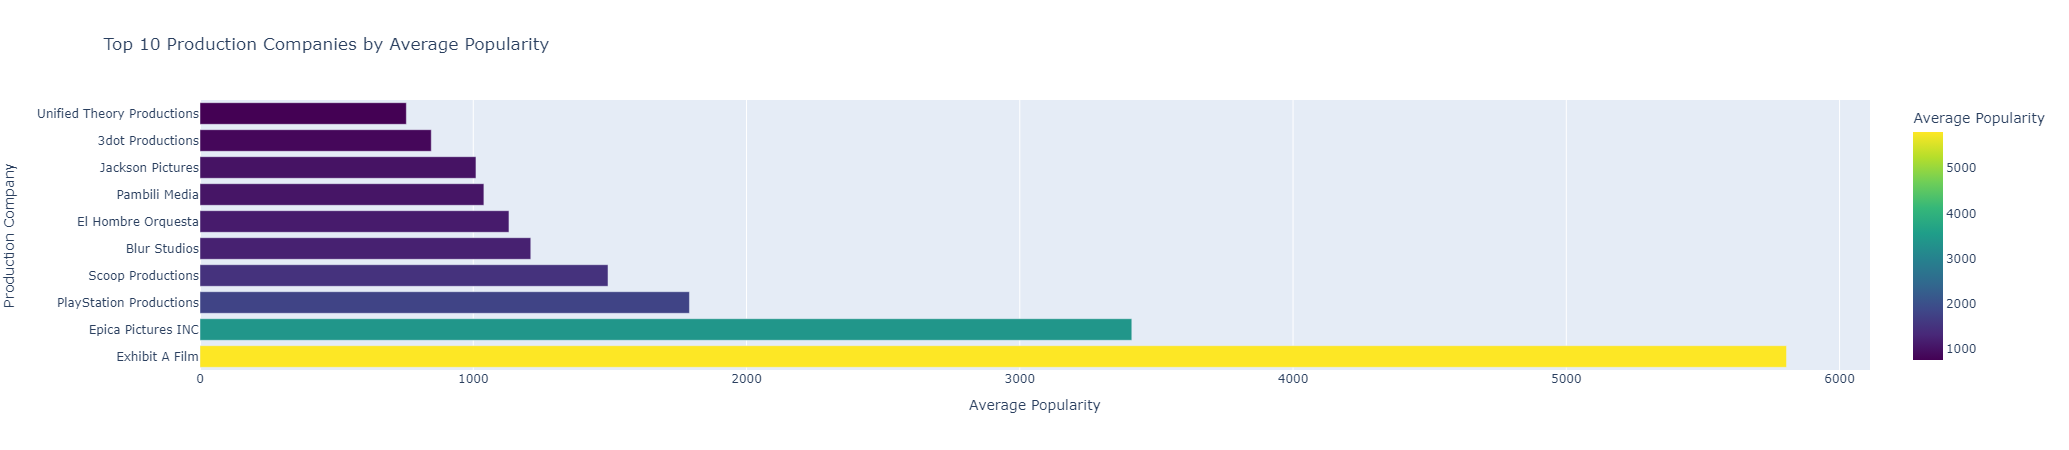 Top 10 Production Companies by Average Popularity
Production Company
Unified Theory Productions
3dot Productions
Jackson Pictures
Pambili Media
El Hombre Orquesta
Blur Studios
Scoop Productions
PlayStation Productions
Epica Pictures INC
Exhibit A Film
0 1000 2000 3000 4000 5000 6000
Average Popularity
Average Popularity
5000
4000
3000
2000
1000